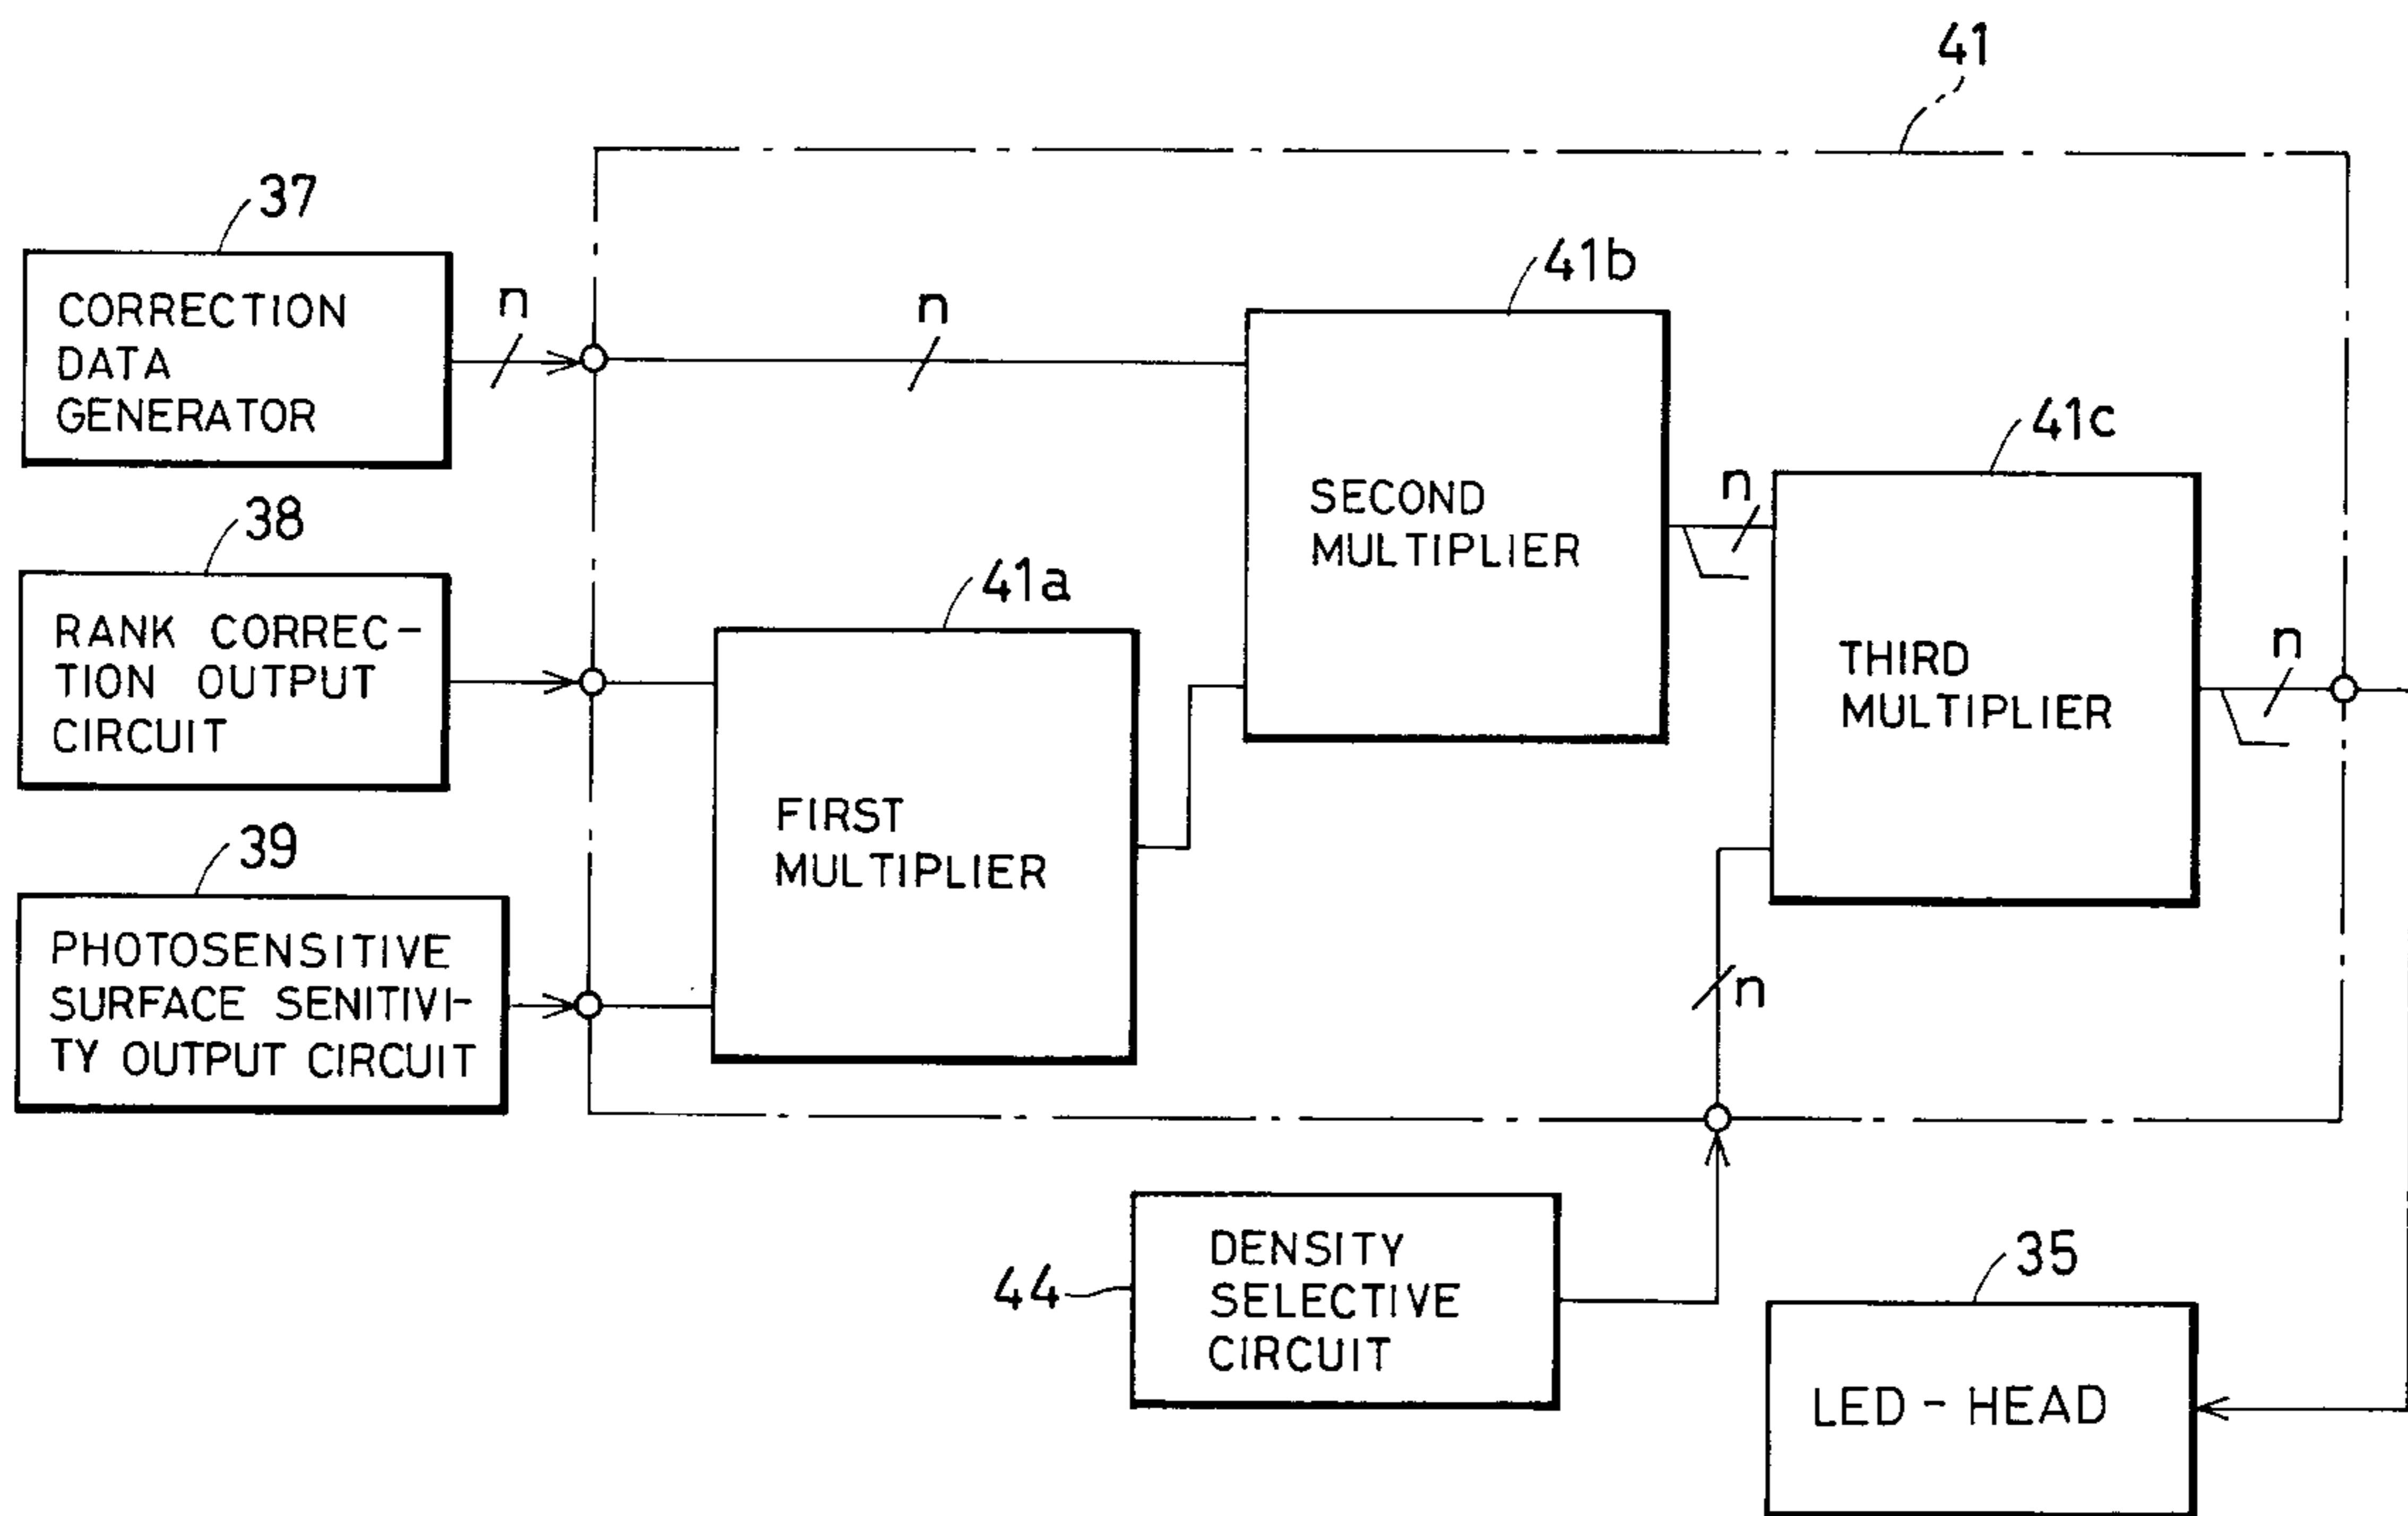 41
37
CORRECTION
DATA
GENERATOR
n
n
41b
SECOND
MULTIPLIER
n
41c
THIRD
MULTIPLIER
n
38
RANK CORREC-
TION OUTPUT
CIRCUIT
41a
FIRST
MULTIPLIER
39
PHOTOSENSITIVE
SURFACE SENITIVI-
TY OUTPUT CIRCUIT
n
44
DENSITY
SELECTIVE
CIRCUIT
35
LED-HEAD